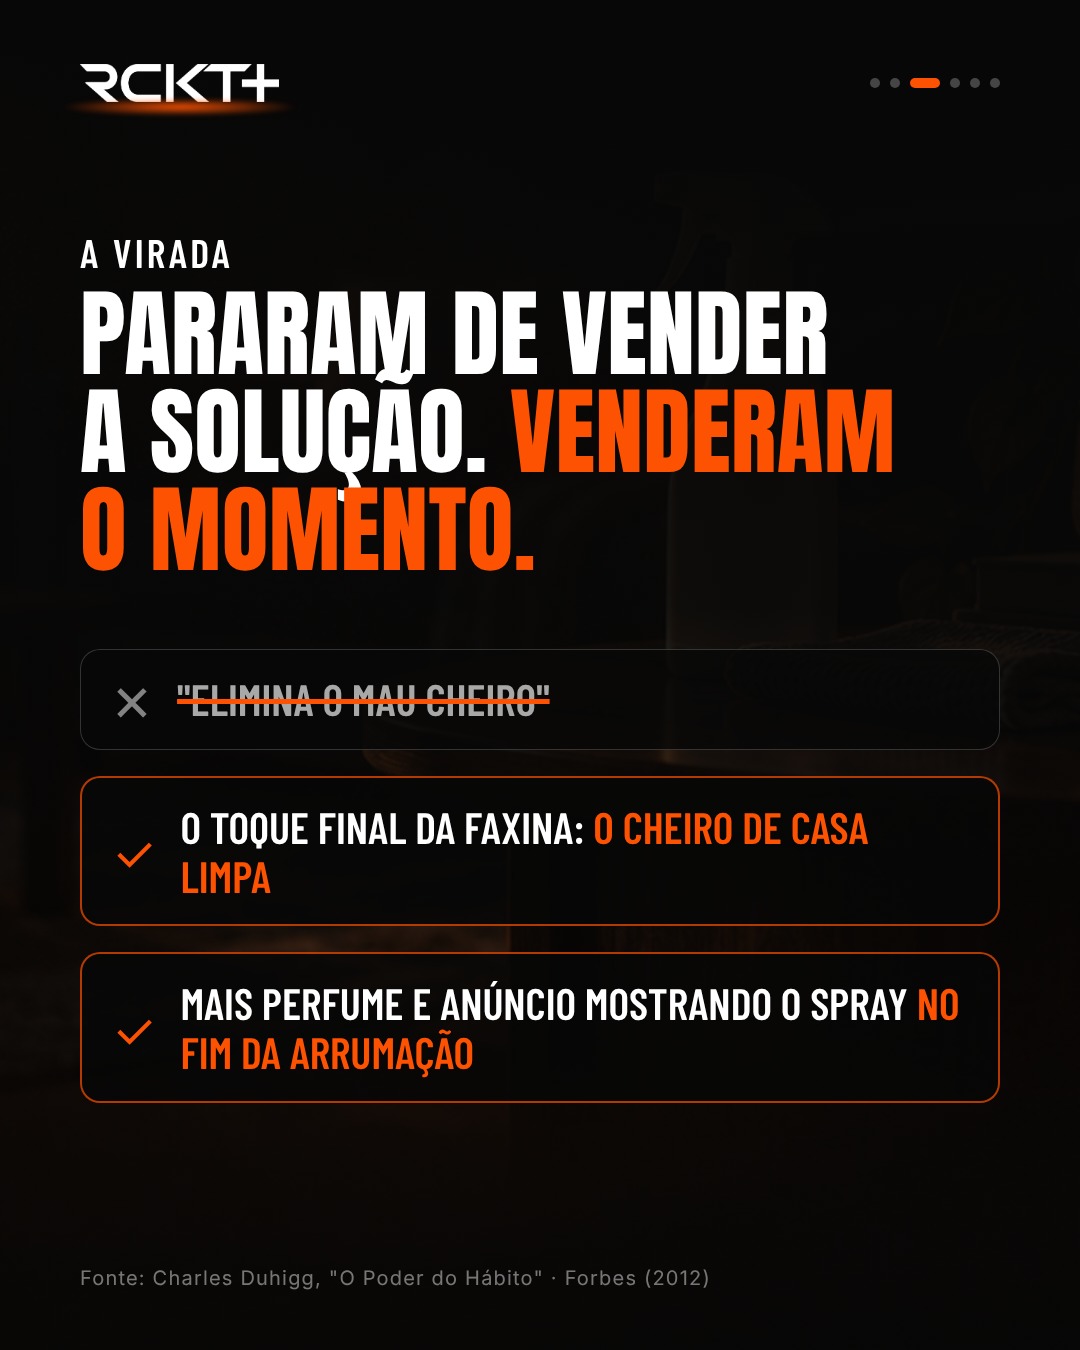 RCKT+
A VIRADA
PARARAM DE VENDER
A SOLUÇÃO. VENDERAM
O MOMENTO.
"ELIMINA O MAU CHEIRO"
O TOQUE FINAL DA FAXINA: O CHEIRO DE CASA
LIMPA
MAIS PERFUME E ANÚNCIO MOSTRANDO O SPRAY NO
FIM DA ARRUMAÇÃO
Fonte: Charles Duhigg, "O Poder do Hábito" · Forbes (2012)